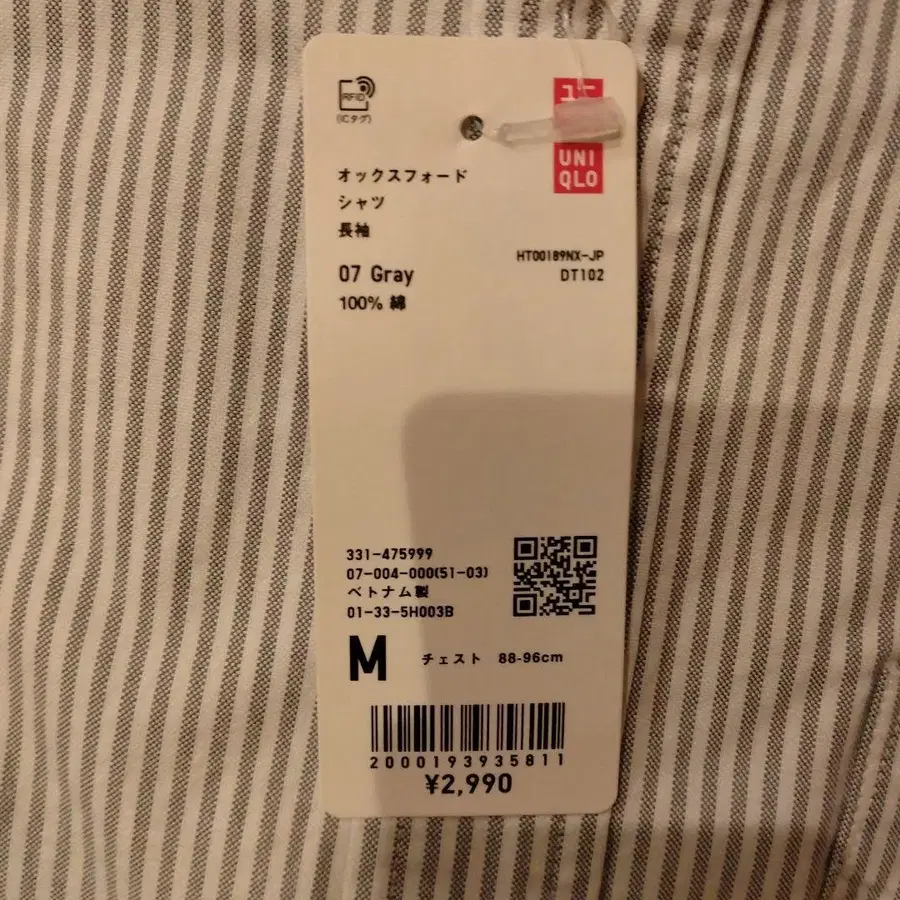 RFID
(ICタグ)
ユニ
UNI
QLO
オックスフォード
シャツ
長袖
HT00189NX-JP
DT102
07 Gray
100% 綿
331-475999
07-004-000(51-03)
ベトナム製
01-33-5H003B
M チェスト 88-96cm
2000193935811
¥2,990